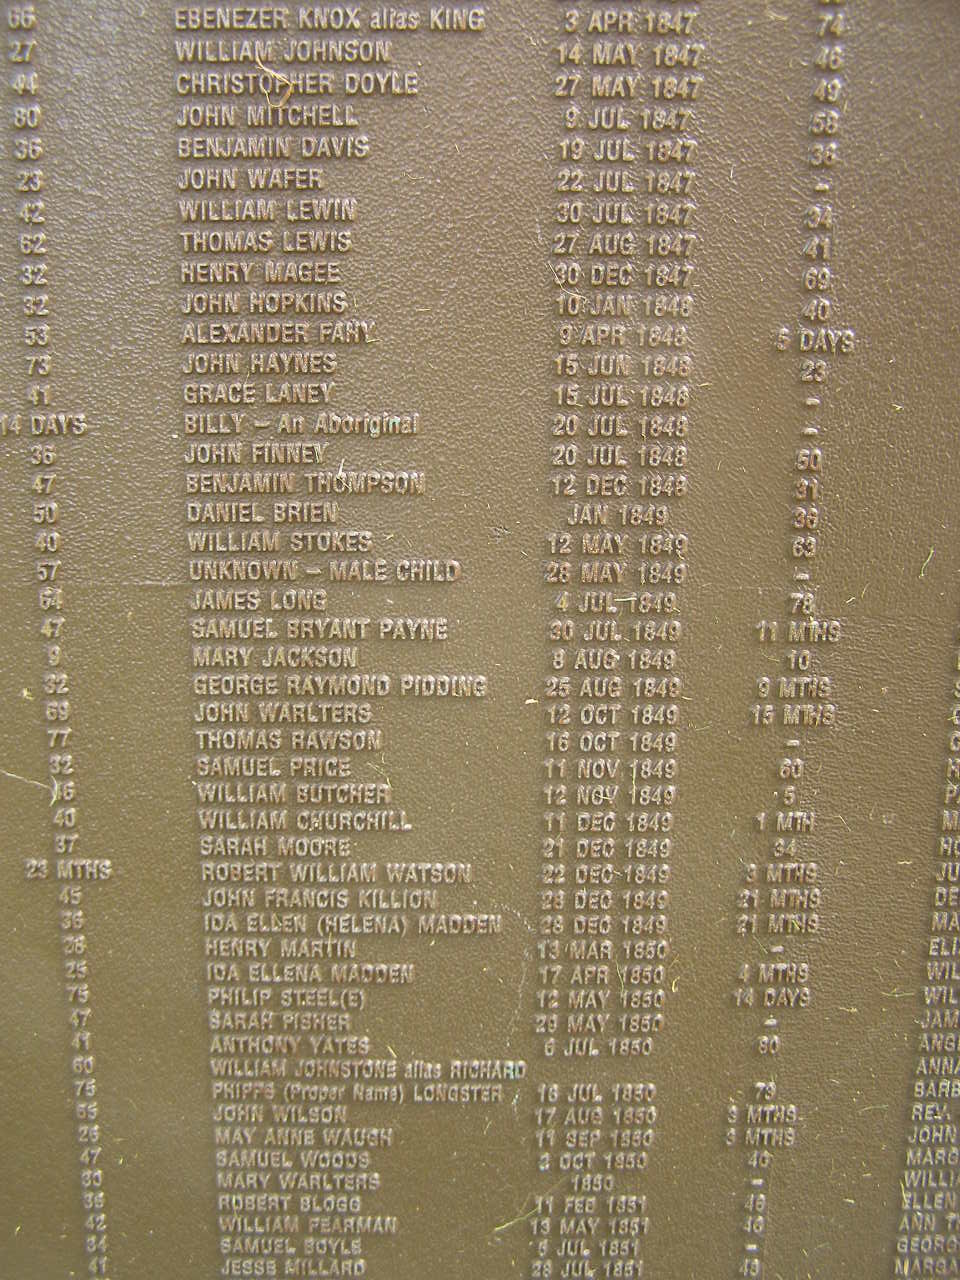 66 EBENEZER KNOX alias KING 3 APR 1847 74
27 WILLIAM JOHNSON 14 MAY 1847 46
44 CHRISTOPHER DOYLE 27 MAY 1847 49
80 JOHN MITCHELL 9 JUL 1847 58
36 BENJAMIN DAVIS 19 JUL 1847 36
23 JOHN WAFER 22 JUL 1847 –
42 WILLIAM LEWIN 30 JUL 1847 34
62 THOMAS LEWIS 27 AUG 1847 41
32 HENRY MAGEE 30 DEC 1847 69
32 JOHN HOPKINS 10 JAN 1848 40
53 ALEXANDER FAHY 9 APR 1848 5 DAYS
73 JOHN HAYNES 15 JUN 1848 23
41 GRACE LANEY 15 JUL 1848 –
14 DAYS BILLY – An Aboriginal 20 JUL 1848 –
36 JOHN FINNEY 20 JUL 1848 50
47 BENJAMIN THOMPSON 12 DEC 1848 31
50 DANIEL BRIEN JAN 1849 36
40 WILLIAM STOKES 12 MAY 1849 63
57 UNKNOWN – MALE CHILD 28 MAY 1849 –
64 JAMES LONG 4 JUL 1849 78
47 SAMUEL BRYANT PAYNE 30 JUL 1849 11 MTHS
9 MARY JACKSON 8 AUG 1849 10
32 GEORGE RAYMOND PIDDING 25 AUG 1849 9 MTHS
69 JOHN WARLTERS 12 OCT 1849 15 MTHS
77 THOMAS RAWSON 16 OCT 1849 –
32 SAMUEL PRICE 11 NOV 1849 60
WILLIAM BUTCHER 12 NOV 1849 5
40 WILLIAM CHURCHILL 11 DEC 1849 1 MTH
37 SARAH MOORE 21 DEC 1849 34
23 MTHS ROBERT WILLIAM WATSON 22 DEC 1849 3 MTHS
45 JOHN FRANCIS KILLION 28 DEC 1849 21 MTHS
36 IDA ELLEN (HELENA) MADDEN 28 DEC 1849 21 MTHS
HENRY MARTIN 13 MAR 1850 –
25 IDA ELLENA MADDEN 17 APR 1850 4 MTHS
75 PHILIP STEEL(E) 12 MAY 1850 14 DAYS
47 SARAH PISHER 29 MAY 1850 –
41 ANTHONY YATES 6 JUL 1850
60 WILLIAM JOHNSTONE alias RICHARD
75 PHIPPS (Proper Name) LONGSTER 16 JUL 1850 79
JOHN WILSON 17 AUG 1850 3 MTHS REV.
26 MAY ANNE WAUGH 11 SEP 1850 3 MTHS JOHN
47 SAMUEL WOODS OCT 1850
MARY WARLTERS 1850 –
ROBERT BLOGG 11 FEB 1851 ELLEN
42 WILLIAM PEARMAN 13 MAY 1851
34 SAMUEL BOYLE 5 JUL 1851 –
41 JESSE MILLARD 28 JUL 1851